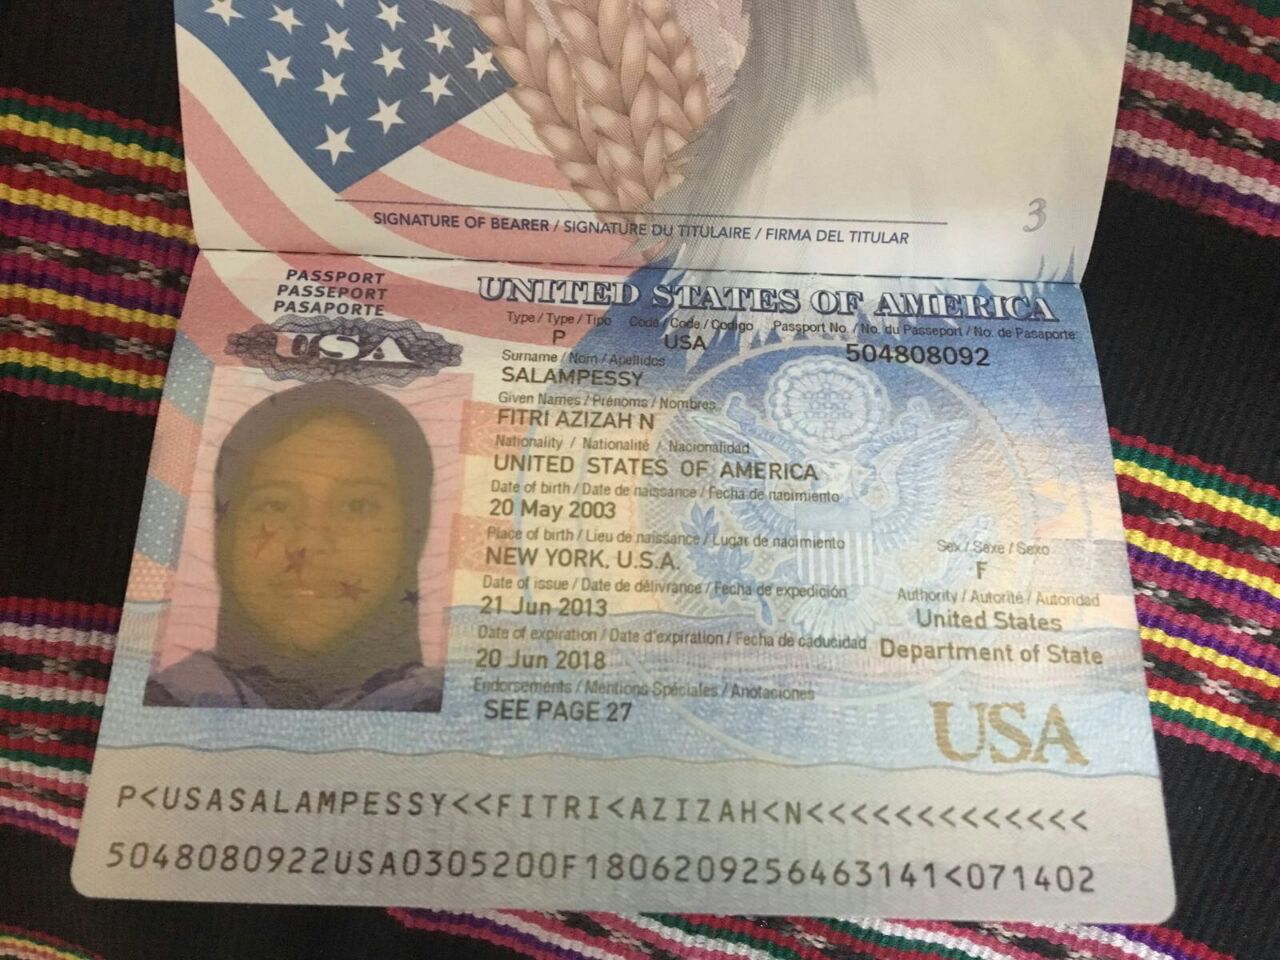 SIGNATURE OF BEARER / SIGNATURE DU TITULAIRE / FIRMA DEL TITULAR
3
PASSPORT
PASSEPORT
PASAPORTE
USA
UNITED STATES OF AMERICA
Type / Type / Tipo Code / Code / Codigo Passport No. / No. du Passeport / No. de Pasaporte
P USA 504808092
Surname / Nom / Apellidos
SALAMPESSY
Given Names / Prénoms / Nombres
FITRI AZIZAH N
Nationality / Nationalité / Nacionalidad
UNITED STATES OF AMERICA
Date of birth / Date de naissance / Fecha de nacimiento
20 May 2003
Place of birth / Lieu de naissance / Lugar de nacimiento
NEW YORK, U.S.A.
Sex / Sexe / Sexo
F
Date of issue / Date de délivrance / Fecha de expedición
21 Jun 2013
Authority / Autorité / Autoridad
United States
Department of State
Date of expiration / Date d'expiration / Fecha de caducidad
20 Jun 2018
Endorsements / Mentions Spéciales / Anotaciones
SEE PAGE 27
USA
P<USASALAMPESSY<<FITRI<AZIZAH<N<<<<<<<<<<<<<
5048080922USA0305200F1806209256463141<071402